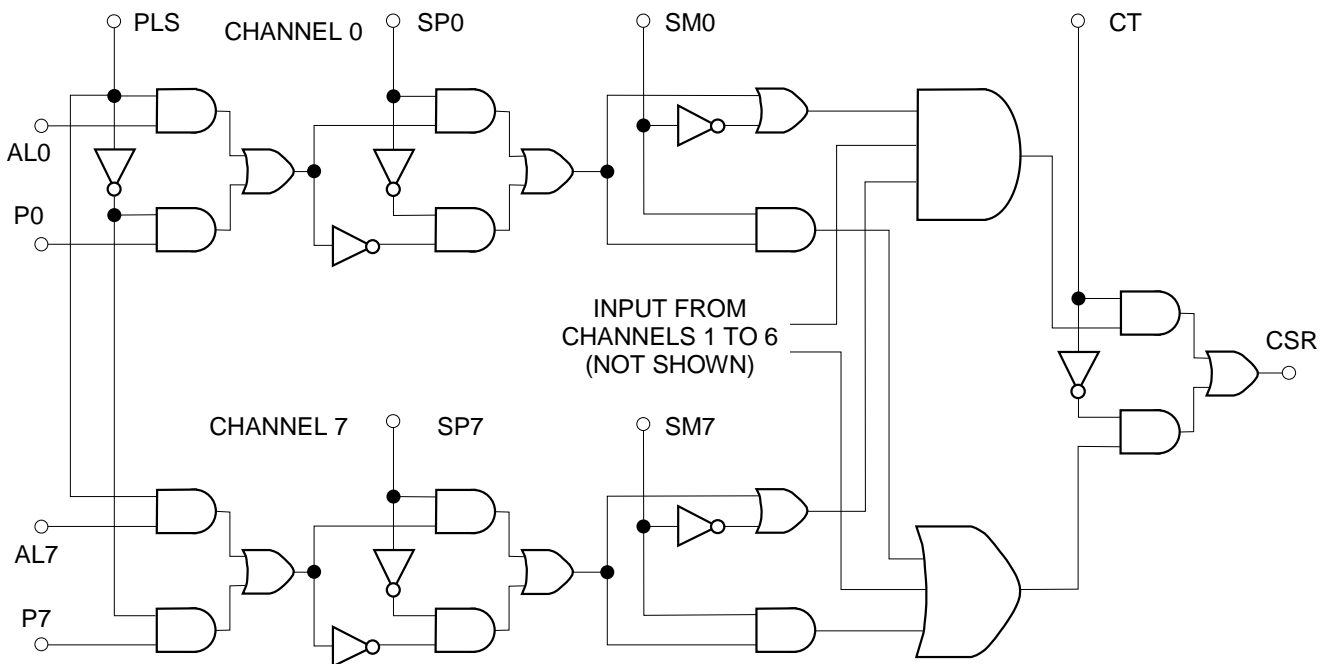 PLS
CHANNEL 0
SP0
SM0
CT
AL0
P0
INPUT FROM
CHANNELS 1 TO 6
(NOT SHOWN)
CSR
CHANNEL 7
SP7
SM7
AL7
P7